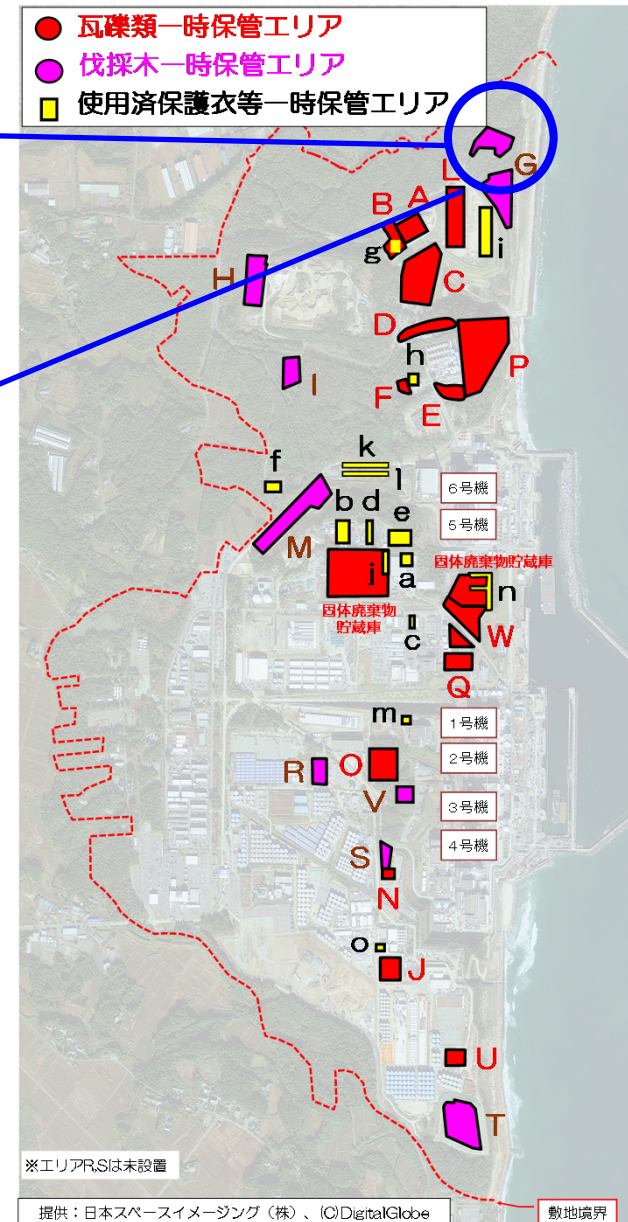 瓦礫類一時保管エリア
伐採木一時保管エリア
使用済保護衣等一時保管エリア
G
L
A
B
g
i
H
C
D
P
h
I
F
E
k
f
l
6号機
b
d
e
5号機
M
j
a
固体廃棄物貯蔵庫
n
固体廃棄物
貯蔵庫
c
W
Q
m
1号機
2号機
R
O
V
3号機
4号機
S
N
o
J
U
T
※エリアR,Sは未設置
提供：日本スペースイメージング（株）、(C)DigitalGlobe
敷地境界